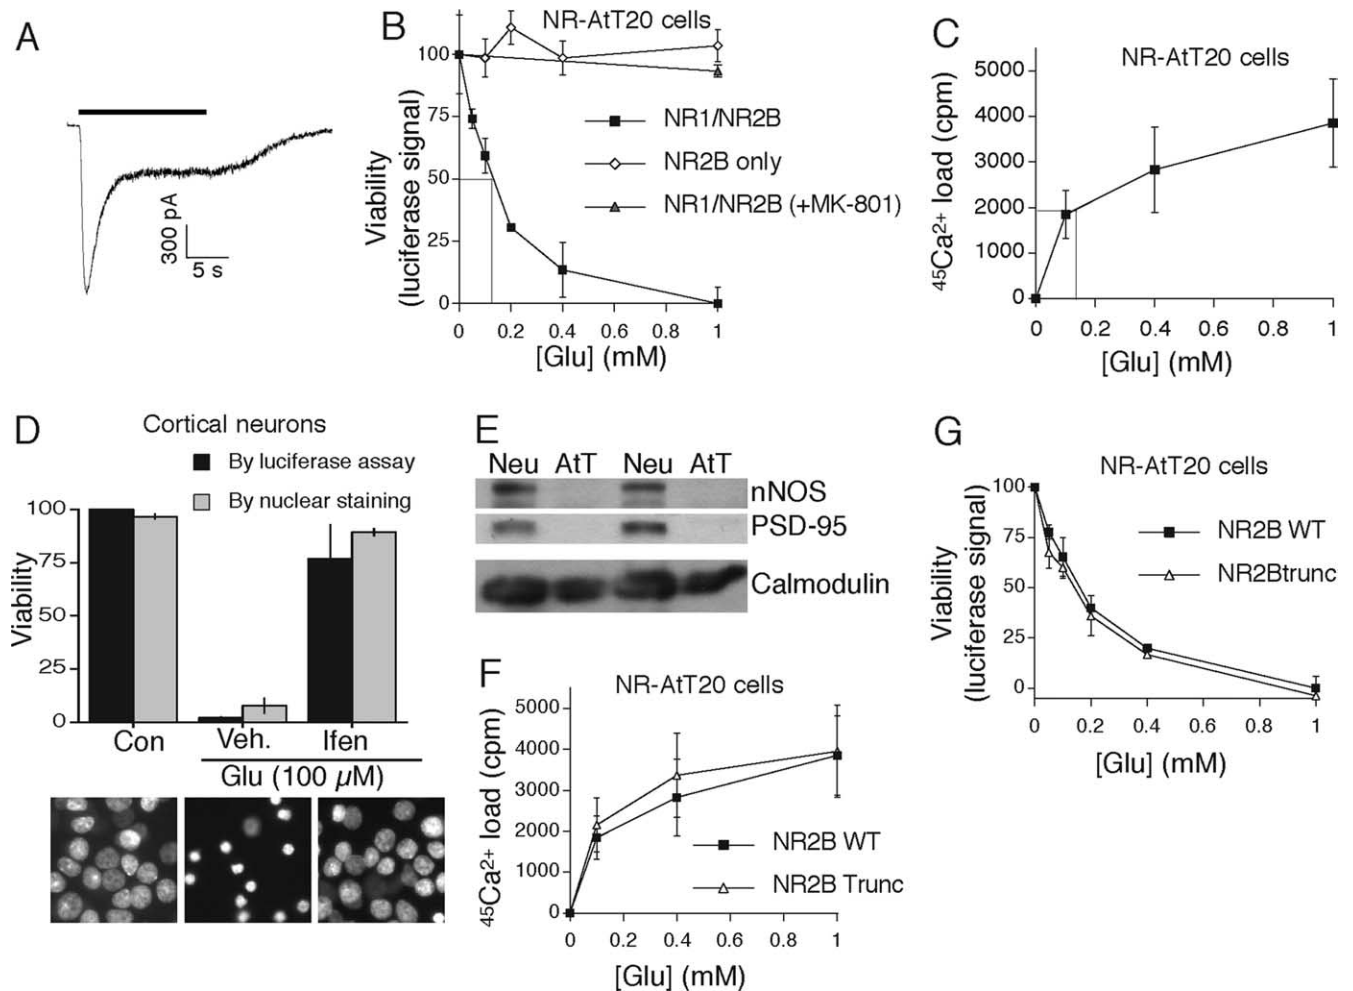 A
300 pA
5 s
B
NR-AtT20 cells
Viability
(luciferase signal)
100
75
50
25
0
NR1/NR2B
NR2B only
NR1/NR2B (+MK-801)
0 0.2 0.4 0.6 0.8 1
[Glu] (mM)
C
NR-AtT20 cells
45Ca2+ load (cpm)
5000
4000
3000
2000
1000
0
0 0.2 0.4 0.6 0.8 1
[Glu] (mM)
D
Cortical neurons
By luciferase assay
By nuclear staining
Viability
100
75
50
25
0
Con Veh. Ifen
Glu (100 µM)
E
Neu AtT Neu AtT
nNOS
PSD-95
Calmodulin
F
NR-AtT20 cells
45Ca2+ load (cpm)
5000
4000
3000
2000
1000
0
NR2B WT
NR2B Trunc
0 0.2 0.4 0.6 0.8 1
[Glu] (mM)
G
NR-AtT20 cells
Viability
(luciferase signal)
100
75
50
25
0
NR2B WT
NR2Btrunc
0 0.2 0.4 0.6 0.8 1
[Glu] (mM)